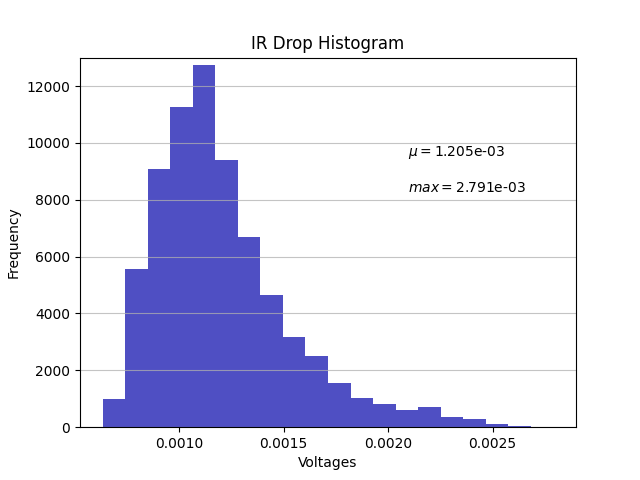 IR Drop Histogram
12000
10000
8000
6000
4000
2000
0
Frequency
μ = 1.205e-03
max = 2.791e-03
0.0010 0.0015 0.0020 0.0025
Voltages